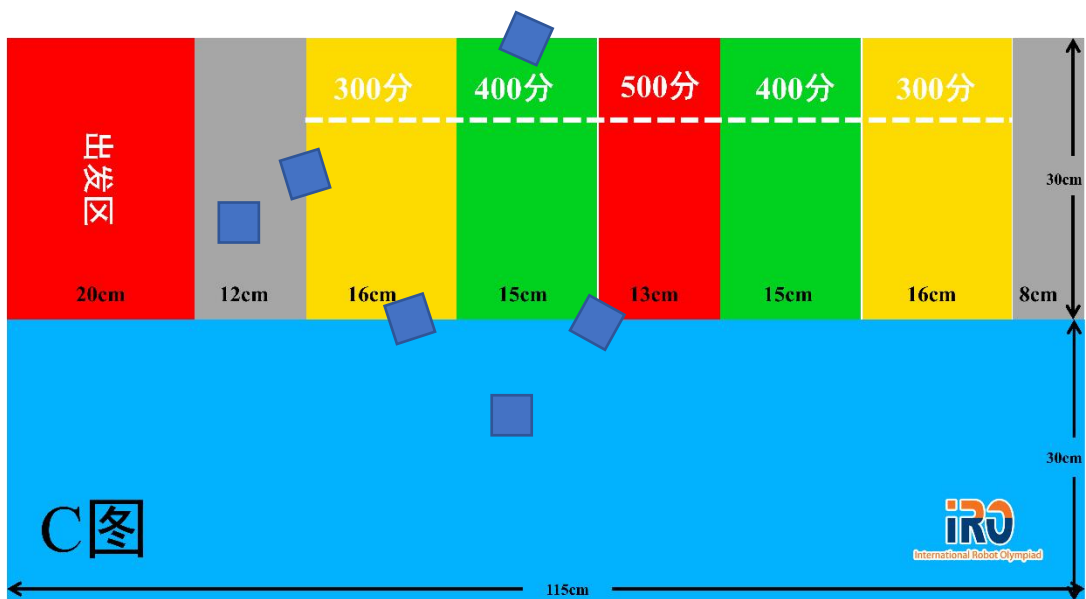 300分
400分
500分
400分
300分
出发区
30cm
20cm
12cm
16cm
15cm
13cm
15cm
16cm
8cm
30cm
C图
iRO
International Robot Olympiad
115cm